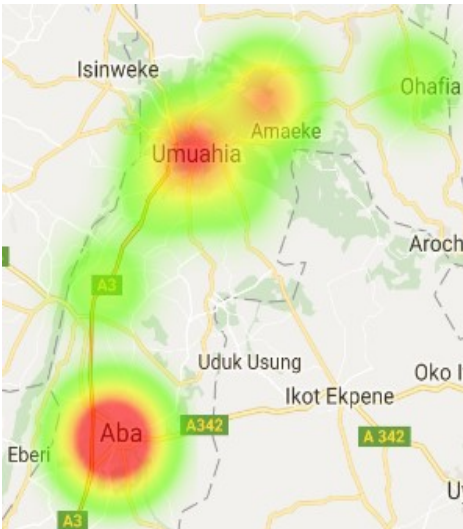 Isinweke
Ohafia
Amaeke
Umuahia
Aroch
A3
Uduk Usung
Oko I
Ikot Ekpene
A342
Aba
A 342
Eberi
U
A3